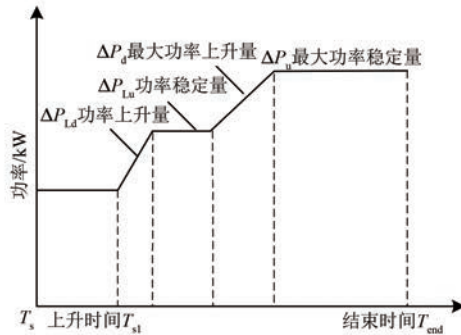 ΔP_d最大功率上升量
ΔP_u最大功率稳定量
ΔP_Lu功率稳定量
ΔP_Ld功率上升量
功率/kW
T_s 上升时间T_s1 结束时间T_end